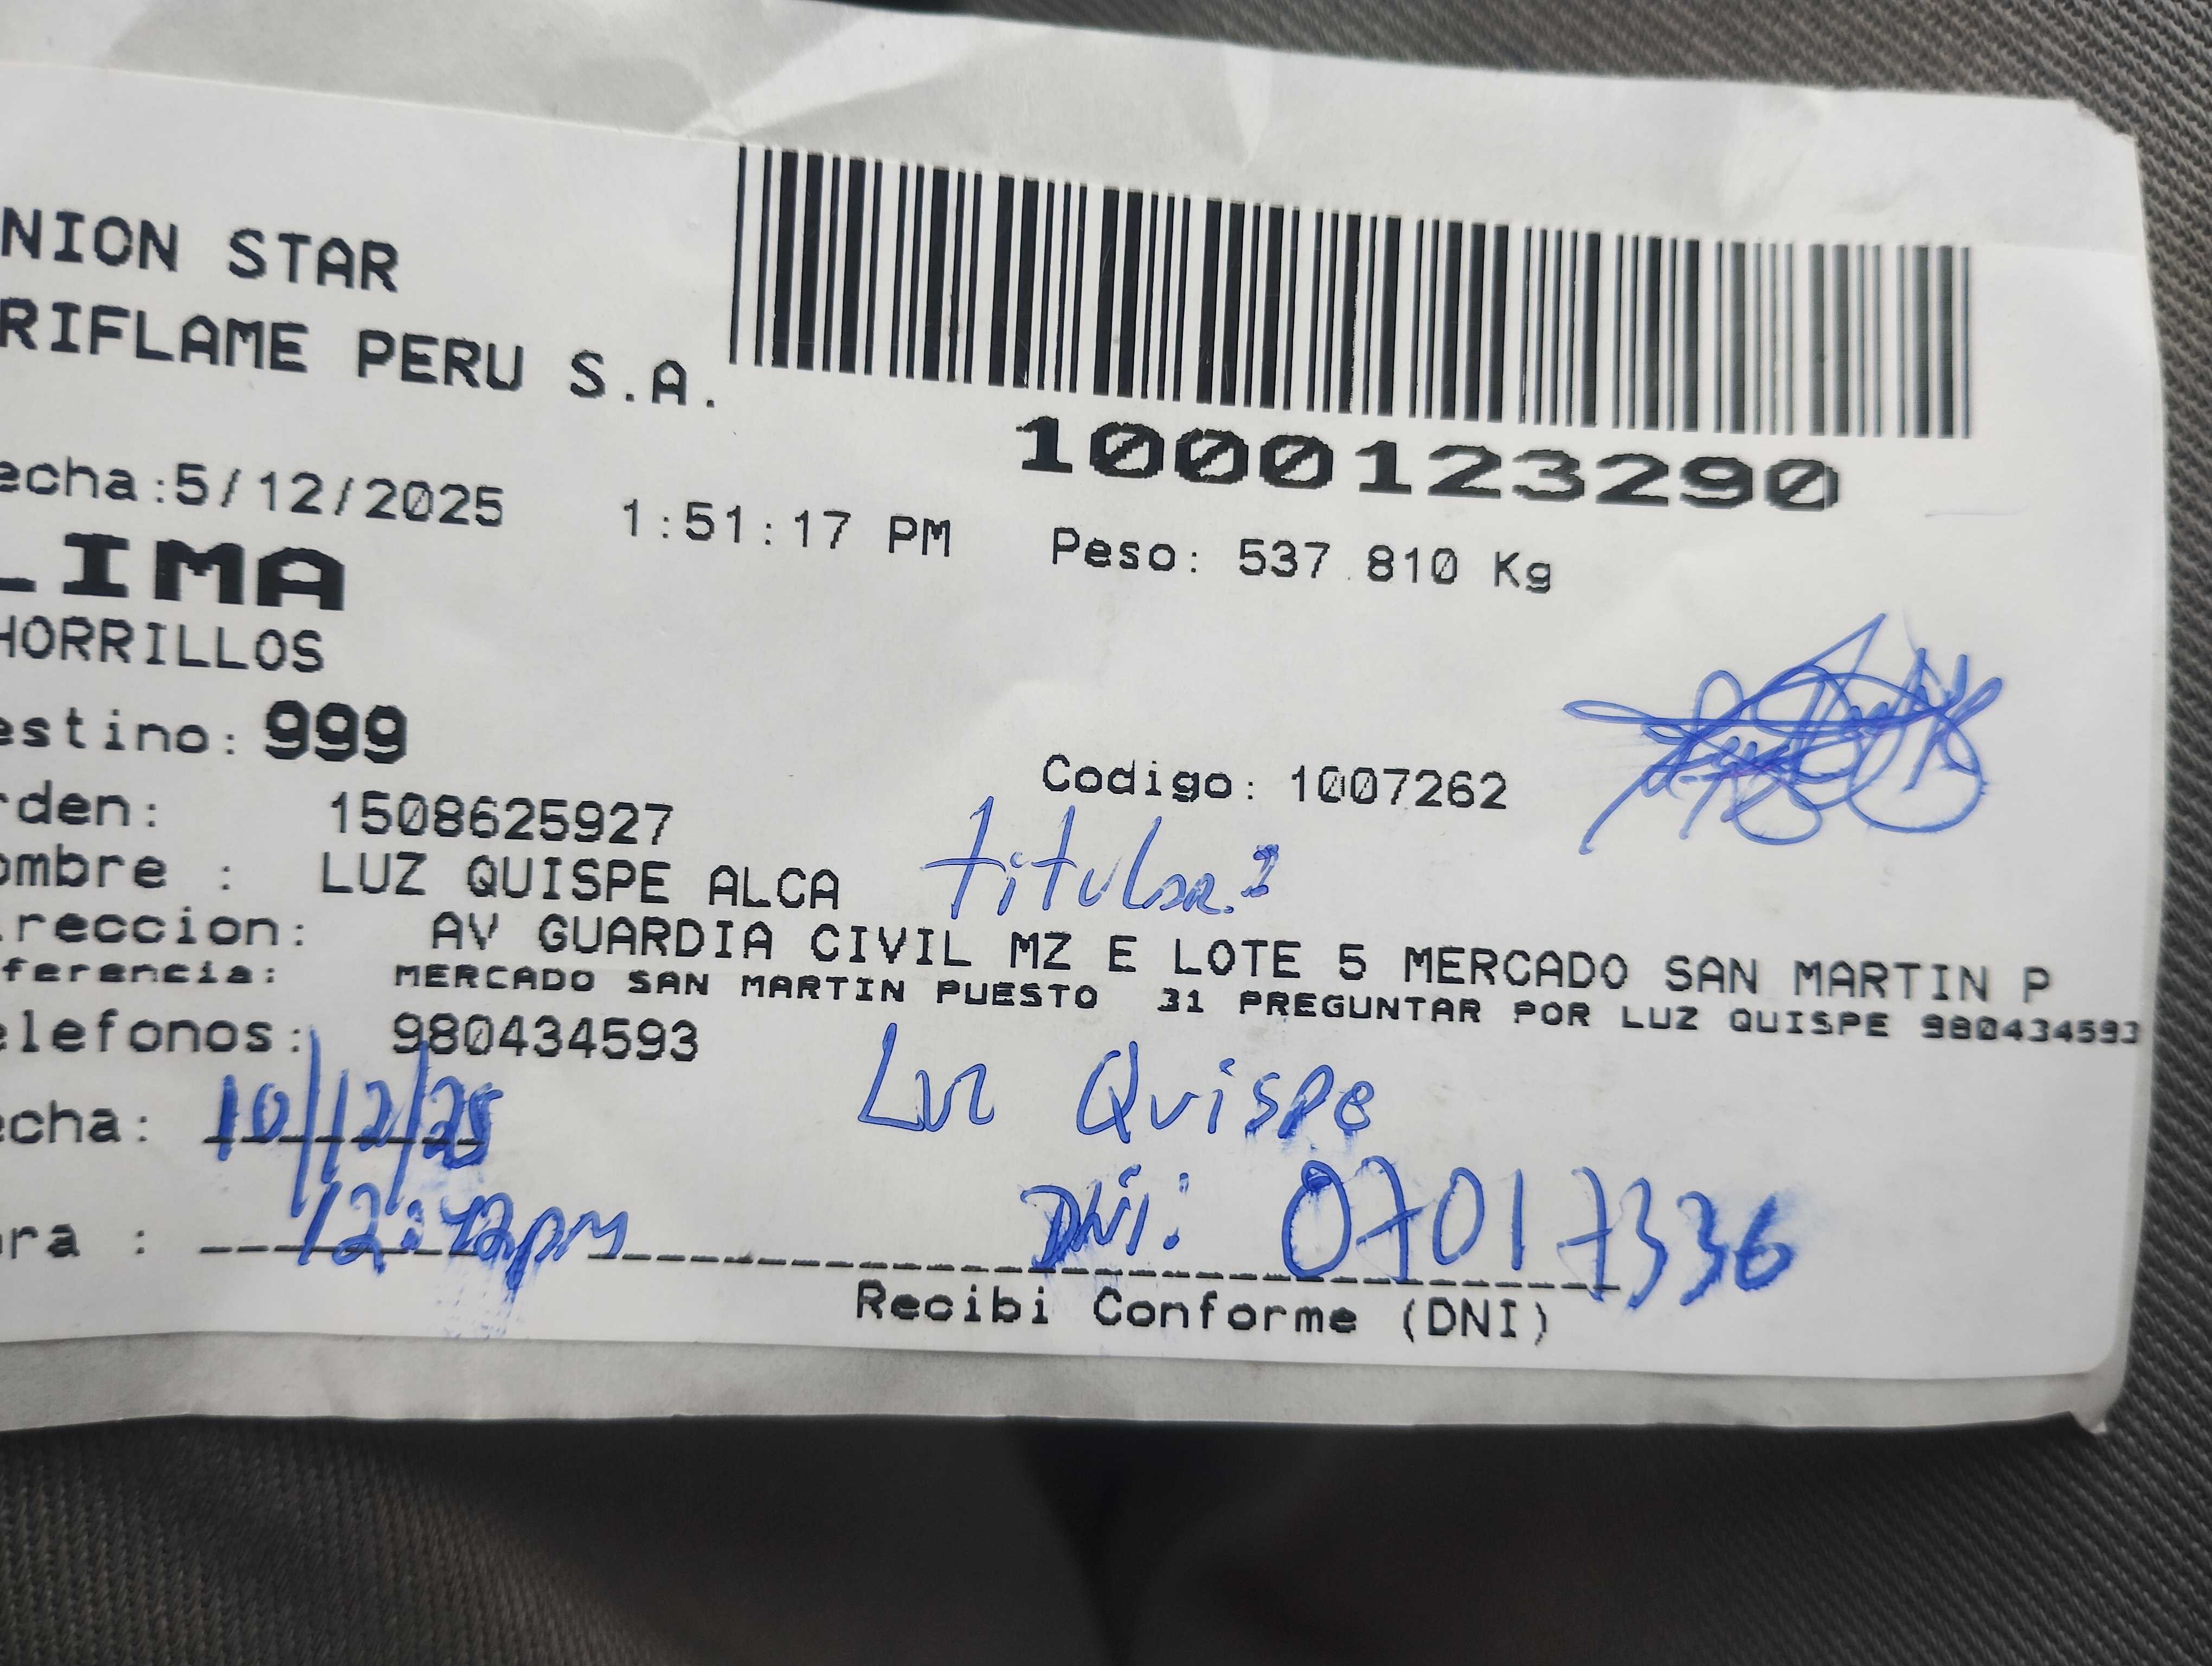 NION STAR
RIFLAME PERU S.A.
1000123290
echa:5/12/2025 1:51:17 PM Peso: 537.810 Kg
LIMA
HORRILLOS
estino: 999
Codigo: 1007262
rden: 1508625927
ombre : LUZ QUISPE ALCA titular.
ireccion: AV GUARDIA CIVIL MZ E LOTE 5 MERCADO SAN MARTIN P
ferencia: MERCADO SAN MARTIN PUESTO 31 PREGUNTAR POR LUZ QUISPE 980434593
elefonos: 980434593
Luz Quispe
echa: 10/12/25
DNI: 07017336
ora : 12:42pm
Recibi Conforme (DNI)